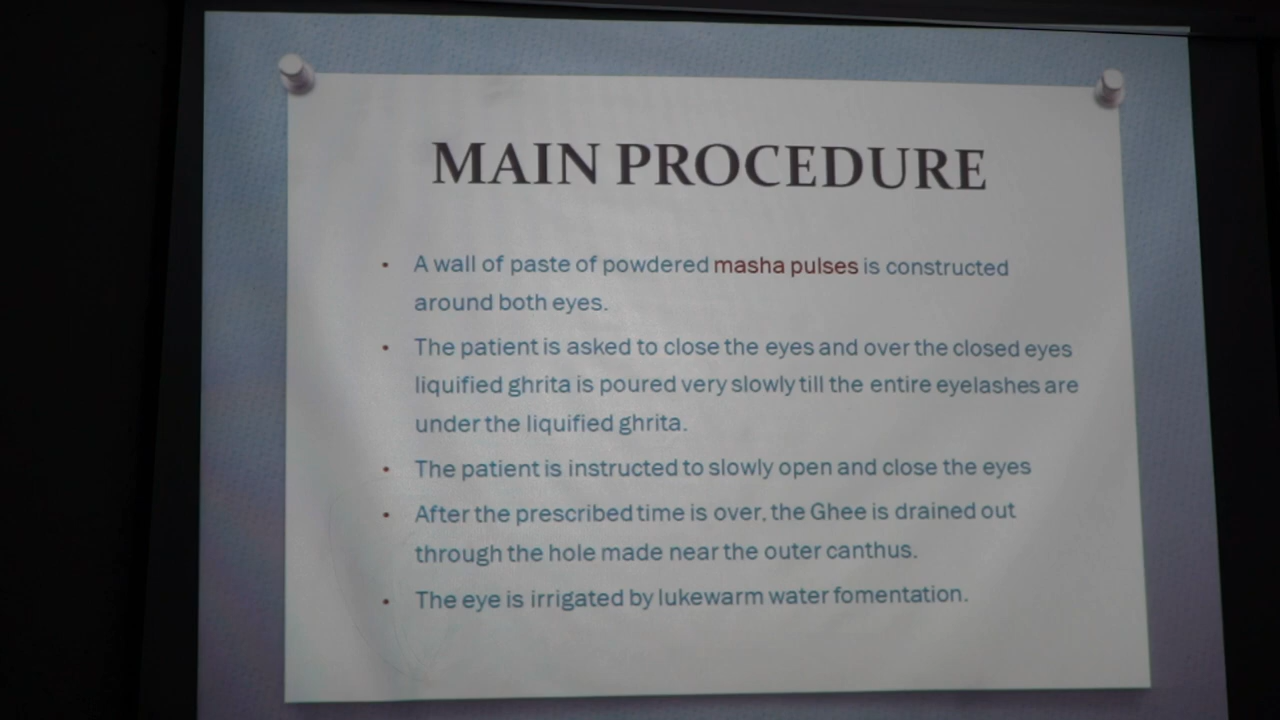 MAIN PROCEDURE
• A wall of paste of powdered masha pulses is constructed
around both eyes.
• The patient is asked to close the eyes and over the closed eyes
liquified ghrita is poured very slowly till the entire eyelashes are
under the liquified ghrita.
• The patient is instructed to slowly open and close the eyes
• After the prescribed time is over, the Ghee is drained out
through the hole made near the outer canthus.
• The eye is irrigated by lukewarm water fomentation.